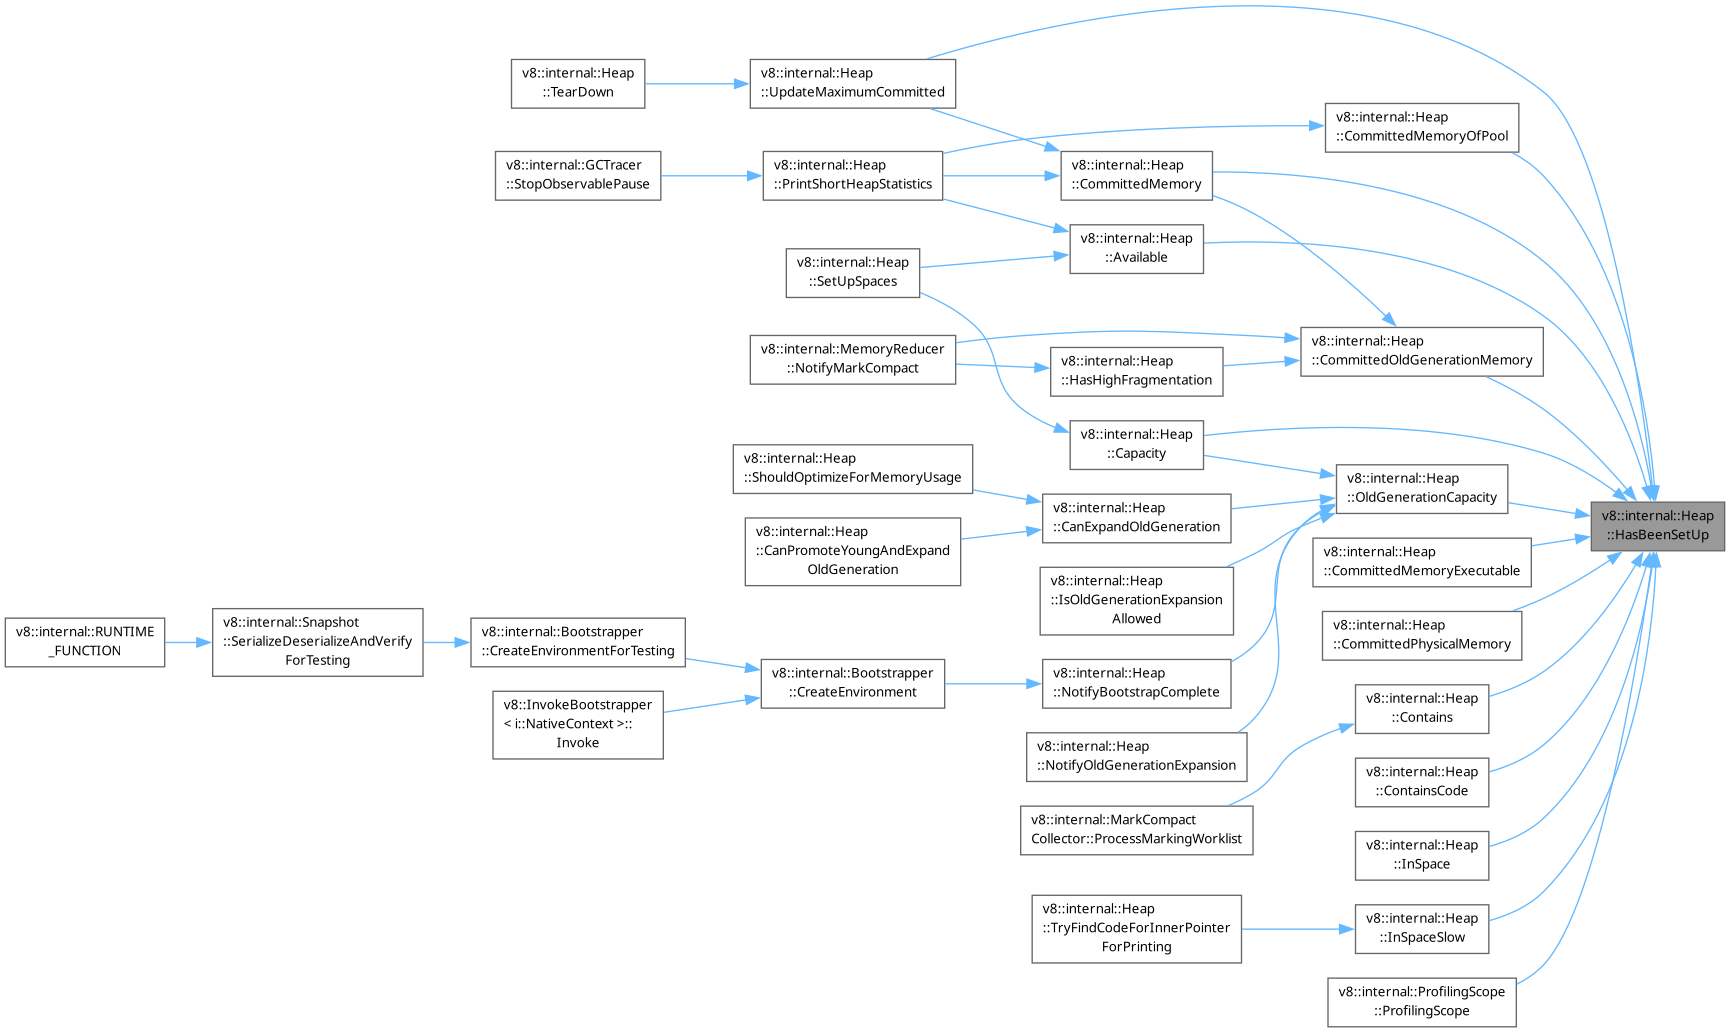 v8::internal::Heap
::TearDown
v8::internal::Heap
::UpdateMaximumCommitted
v8::internal::Heap
::CommittedMemoryOfPool
v8::internal::GCTracer
::StopObservablePause
v8::internal::Heap
::PrintShortHeapStatistics
v8::internal::Heap
::CommittedMemory
v8::internal::Heap
::Available
v8::internal::Heap
::SetUpSpaces
v8::internal::MemoryReducer
::NotifyMarkCompact
v8::internal::Heap
::HasHighFragmentation
v8::internal::Heap
::CommittedOldGenerationMemory
v8::internal::Heap
::Capacity
v8::internal::Heap
::ShouldOptimizeForMemoryUsage
v8::internal::Heap
::CanExpandOldGeneration
v8::internal::Heap
::OldGenerationCapacity
v8::internal::Heap
::HasBeenSetUp
v8::internal::Heap
::CanPromoteYoungAndExpand
OldGeneration
v8::internal::Heap
::CommittedMemoryExecutable
v8::internal::Heap
::IsOldGenerationExpansion
Allowed
v8::internal::Heap
::CommittedPhysicalMemory
v8::internal::RUNTIME
_FUNCTION
v8::internal::Snapshot
::SerializeDeserializeAndVerify
ForTesting
v8::internal::Bootstrapper
::CreateEnvironmentForTesting
v8::internal::Bootstrapper
::CreateEnvironment
v8::internal::Heap
::NotifyBootstrapComplete
v8::internal::Heap
::Contains
v8::InvokeBootstrapper
< i::NativeContext >::
Invoke
v8::internal::Heap
::NotifyOldGenerationExpansion
v8::internal::Heap
::ContainsCode
v8::internal::MarkCompact
Collector::ProcessMarkingWorklist
v8::internal::Heap
::InSpace
v8::internal::Heap
::TryFindCodeForInnerPointer
ForPrinting
v8::internal::Heap
::InSpaceSlow
v8::internal::ProfilingScope
::ProfilingScope